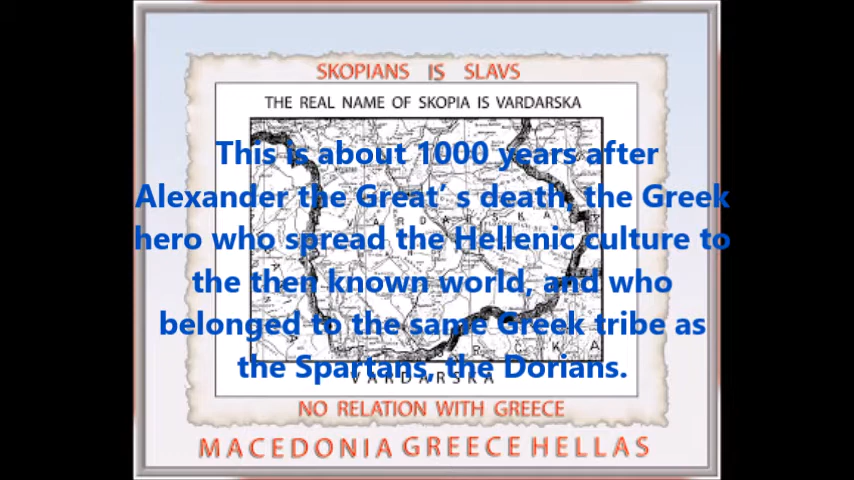 SKOPIANS IS SLAVS
THE REAL NAME OF SKOPIA IS VARDARSKA
This is about 1000 years after
Alexander the Great’s death, the Greek
hero who spread the Hellenic culture to
the then known world, and who
belonged to the same Greek tribe as
the Spartans, the Dorians.
VARDARSKA
NO RELATION WITH GREECE
MACEDONIA GREECE HELLAS